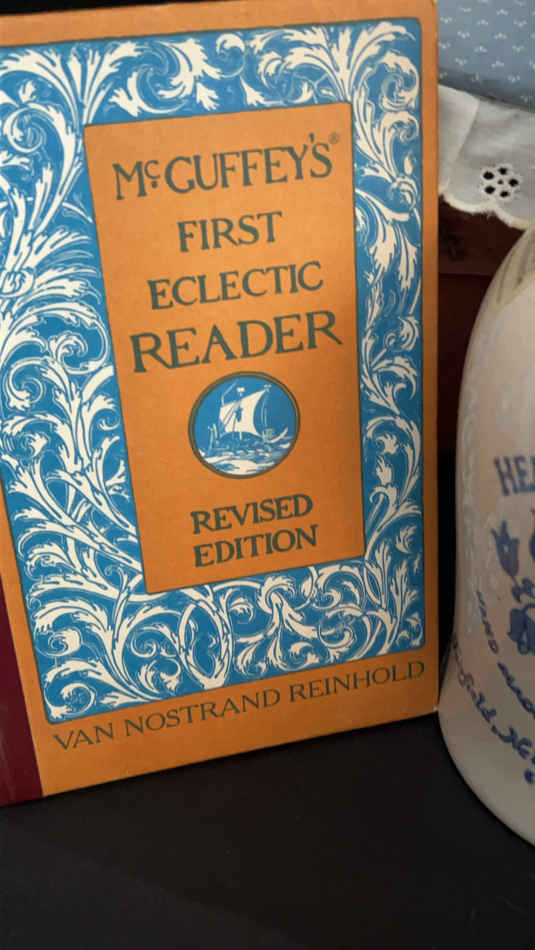 McGUFFEY'S®
FIRST
ECLECTIC
READER
REVISED
EDITION
VAN NOSTRAND REINHOLD